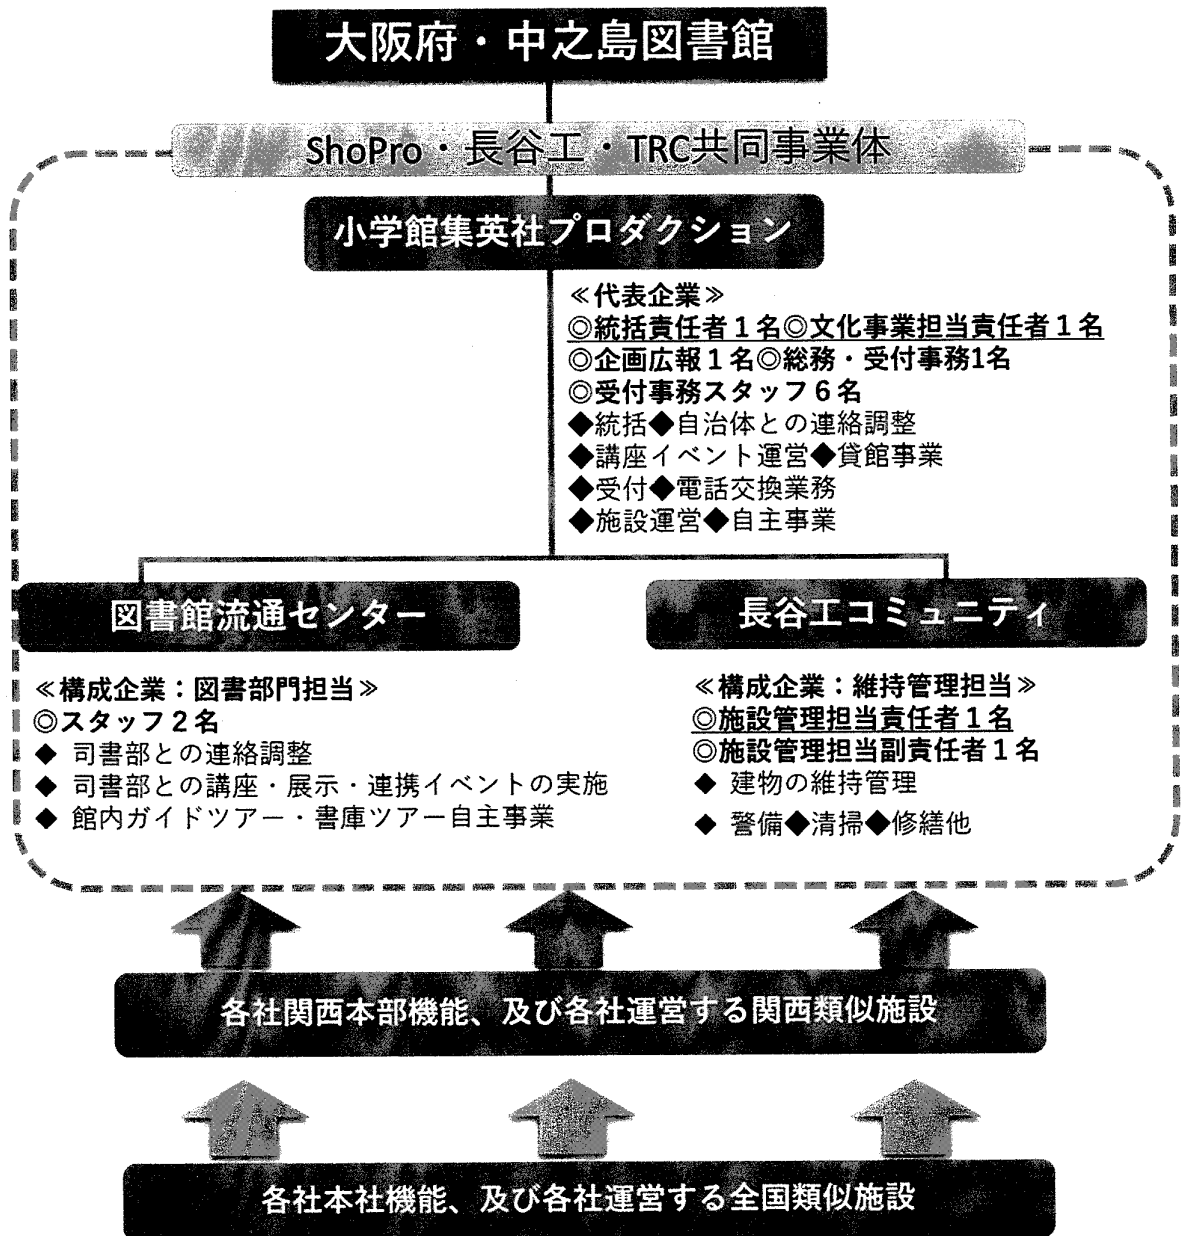 大阪府・中之島図書館
ShoPro・長谷工・TRC共同事業体
小学館集英社プロダクション
≪代表企業≫
◎統括責任者１名◎文化事業担当責任者１名
◎企画広報１名◎総務・受付事務1名
◎受付事務スタッフ６名
◆統括◆自治体との連絡調整
◆講座イベント運営◆貸館事業
◆受付◆電話交換業務
◆施設運営◆自主事業
図書館流通センター
≪構成企業：図書部門担当≫
◎スタッフ２名
◆ 司書部との連絡調整
◆ 司書部との講座・展示・連携イベントの実施
◆ 館内ガイドツアー・書庫ツアー自主事業
長谷工コミュニティ
≪構成企業：維持管理担当≫
◎施設管理担当責任者１名
◎施設管理担当副責任者１名
◆ 建物の維持管理
◆ 警備◆清掃◆修繕他
各社関西本部機能、及び各社運営する関西類似施設
各社本社機能、及び各社運営する全国類似施設